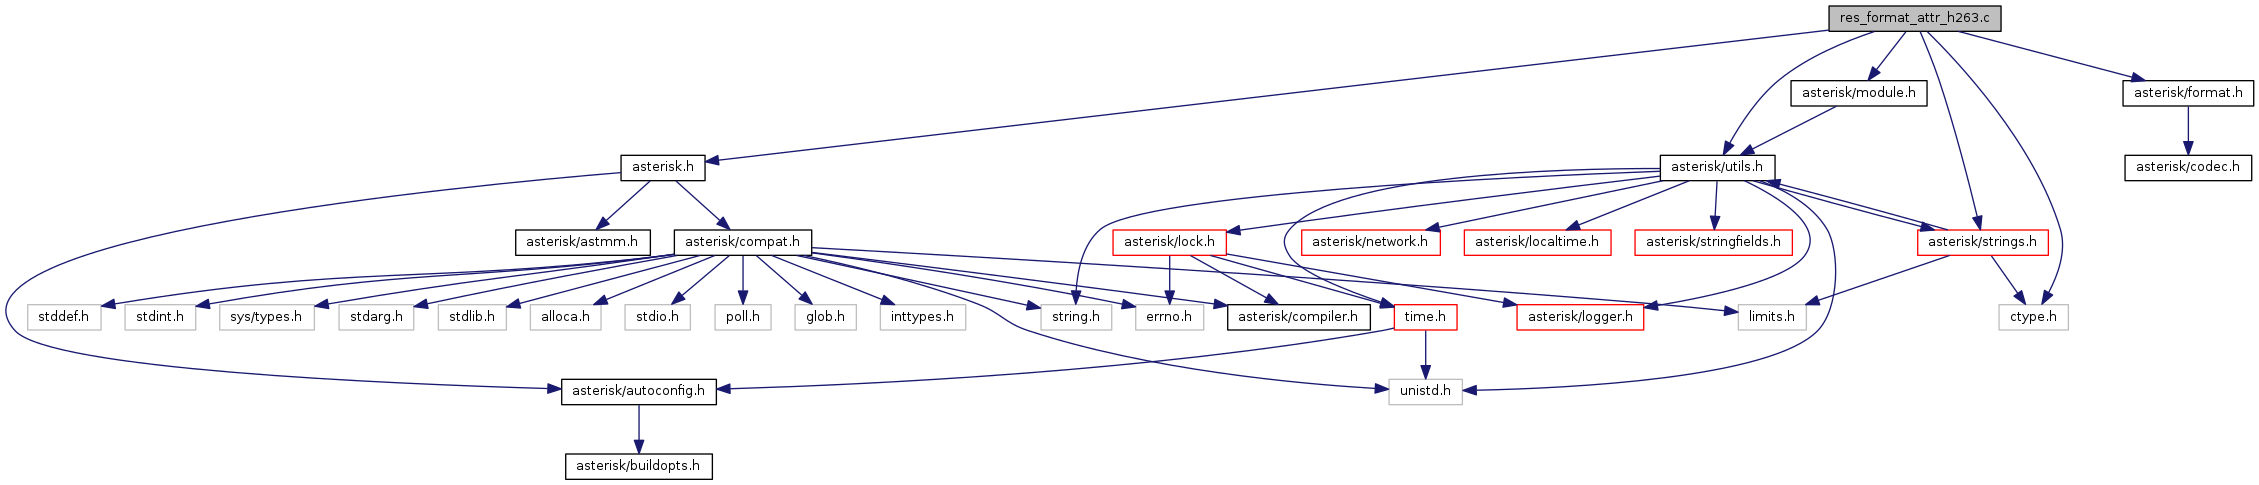 res_format_attr_h263.c
asterisk/module.h
asterisk/format.h
asterisk.h
asterisk/utils.h
asterisk/codec.h
asterisk/astmm.h
asterisk/compat.h
asterisk/lock.h
asterisk/network.h
asterisk/localtime.h
asterisk/stringfields.h
asterisk/strings.h
stddef.h
stdint.h
sys/types.h
stdarg.h
stdlib.h
alloca.h
stdio.h
poll.h
glob.h
inttypes.h
string.h
errno.h
asterisk/compiler.h
time.h
asterisk/logger.h
limits.h
ctype.h
asterisk/autoconfig.h
unistd.h
asterisk/buildopts.h